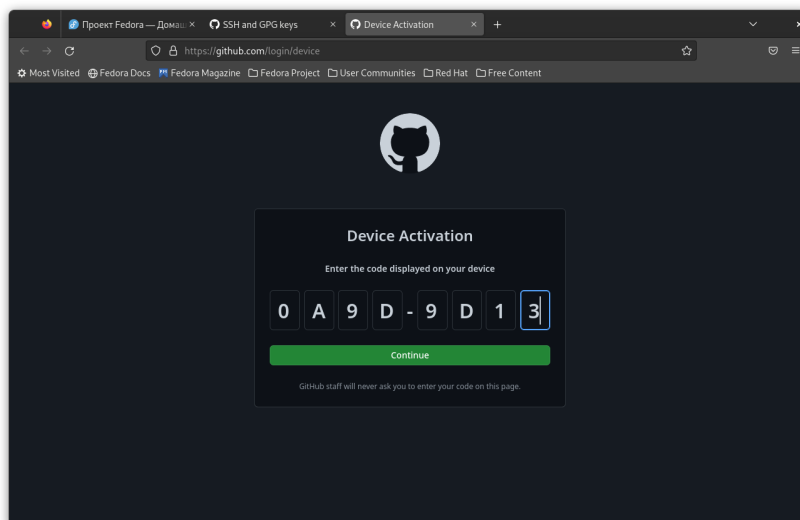 Проект Fedora — Домаш
SSH and GPG keys
Device Activation
https://github.com/login/device
Most Visited Fedora Docs Fedora Magazine Fedora Project User Communities Red Hat Free Content
Device Activation
Enter the code displayed on your device
0 A 9 D - 9 D 1 3
Continue
GitHub staff will never ask you to enter your code on this page.